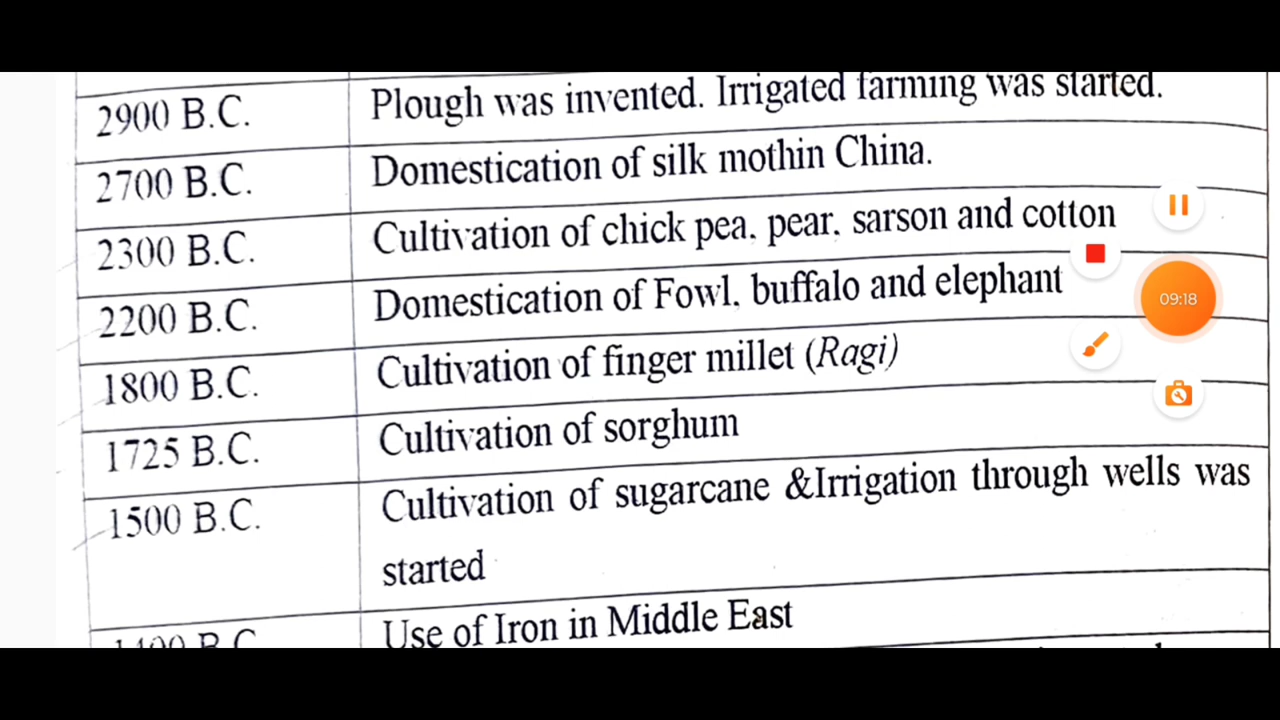 2900 B.C. Plough was invented. Irrigated farming was started.
2700 B.C. Domestication of silk mothin China.
2300 B.C. Cultivation of chick pea, pear, sarson and cotton
2200 B.C. Domestication of Fowl, buffalo and elephant
1800 B.C. Cultivation of finger millet (Ragi)
1725 B.C. Cultivation of sorghum
1500 B.C. Cultivation of sugarcane &Irrigation through wells was
started
1400 B.C. Use of Iron in Middle East
09:18